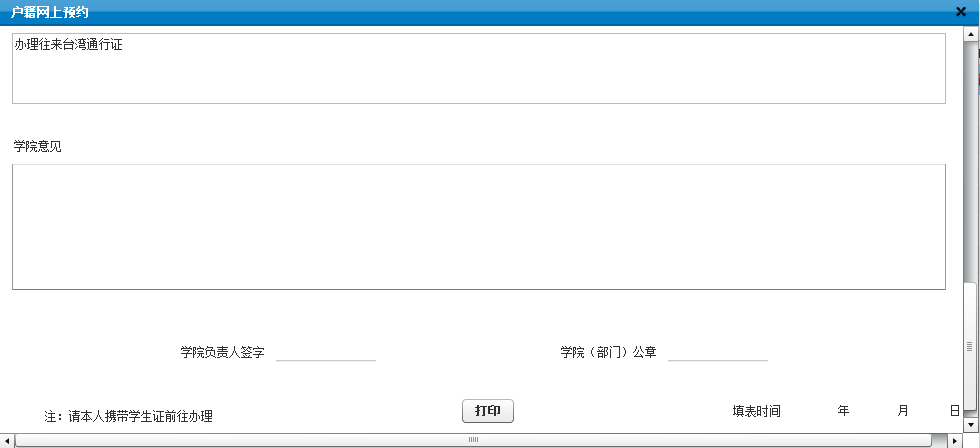 户籍网上预约
办理往来台湾通行证
学院意见
学院负责人签字 学院（部门）公章
注：请本人携带学生证前往办理 打印 填表时间 年 月 日